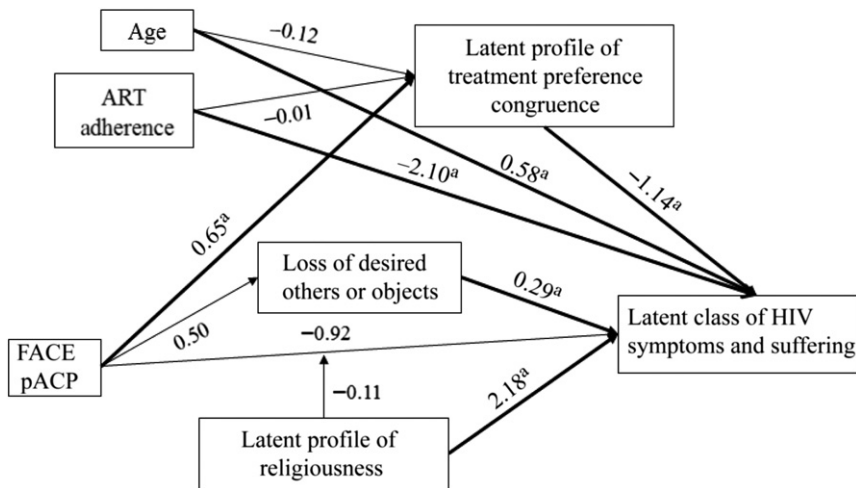 Age
−0.12
Latent profile of
treatment preference
congruence
ART
adherence
−0.01
−2.10ᵃ
0.58ᵃ
−1.14ᵃ
0.65ᵃ
Loss of desired
others or objects
0.29ᵃ
0.50
−0.92
Latent class of HIV
symptoms and suffering
FACE
pACP
−0.11
2.18ᵃ
Latent profile of
religiousness